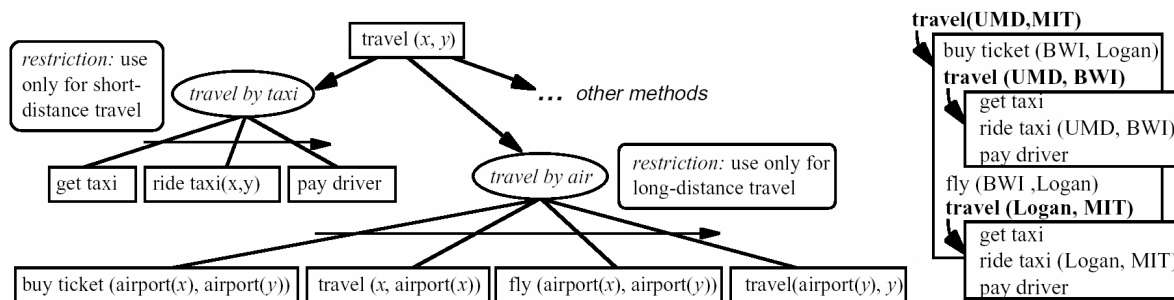 travel (x, y)
restriction: use
only for short-
distance travel
travel by taxi
... other methods
get taxi
ride taxi(x,y)
pay driver
travel by air
restriction: use only for
long-distance travel
buy ticket (airport(x), airport(y))
travel (x, airport(x))
fly (airport(x), airport(y))
travel(airport(y), y)
travel(UMD,MIT)
buy ticket (BWI, Logan)
travel (UMD, BWI)
get taxi
ride taxi (UMD, BWI)
pay driver
fly (BWI ,Logan)
travel (Logan, MIT)
get taxi
ride taxi (Logan, MIT)
pay driver